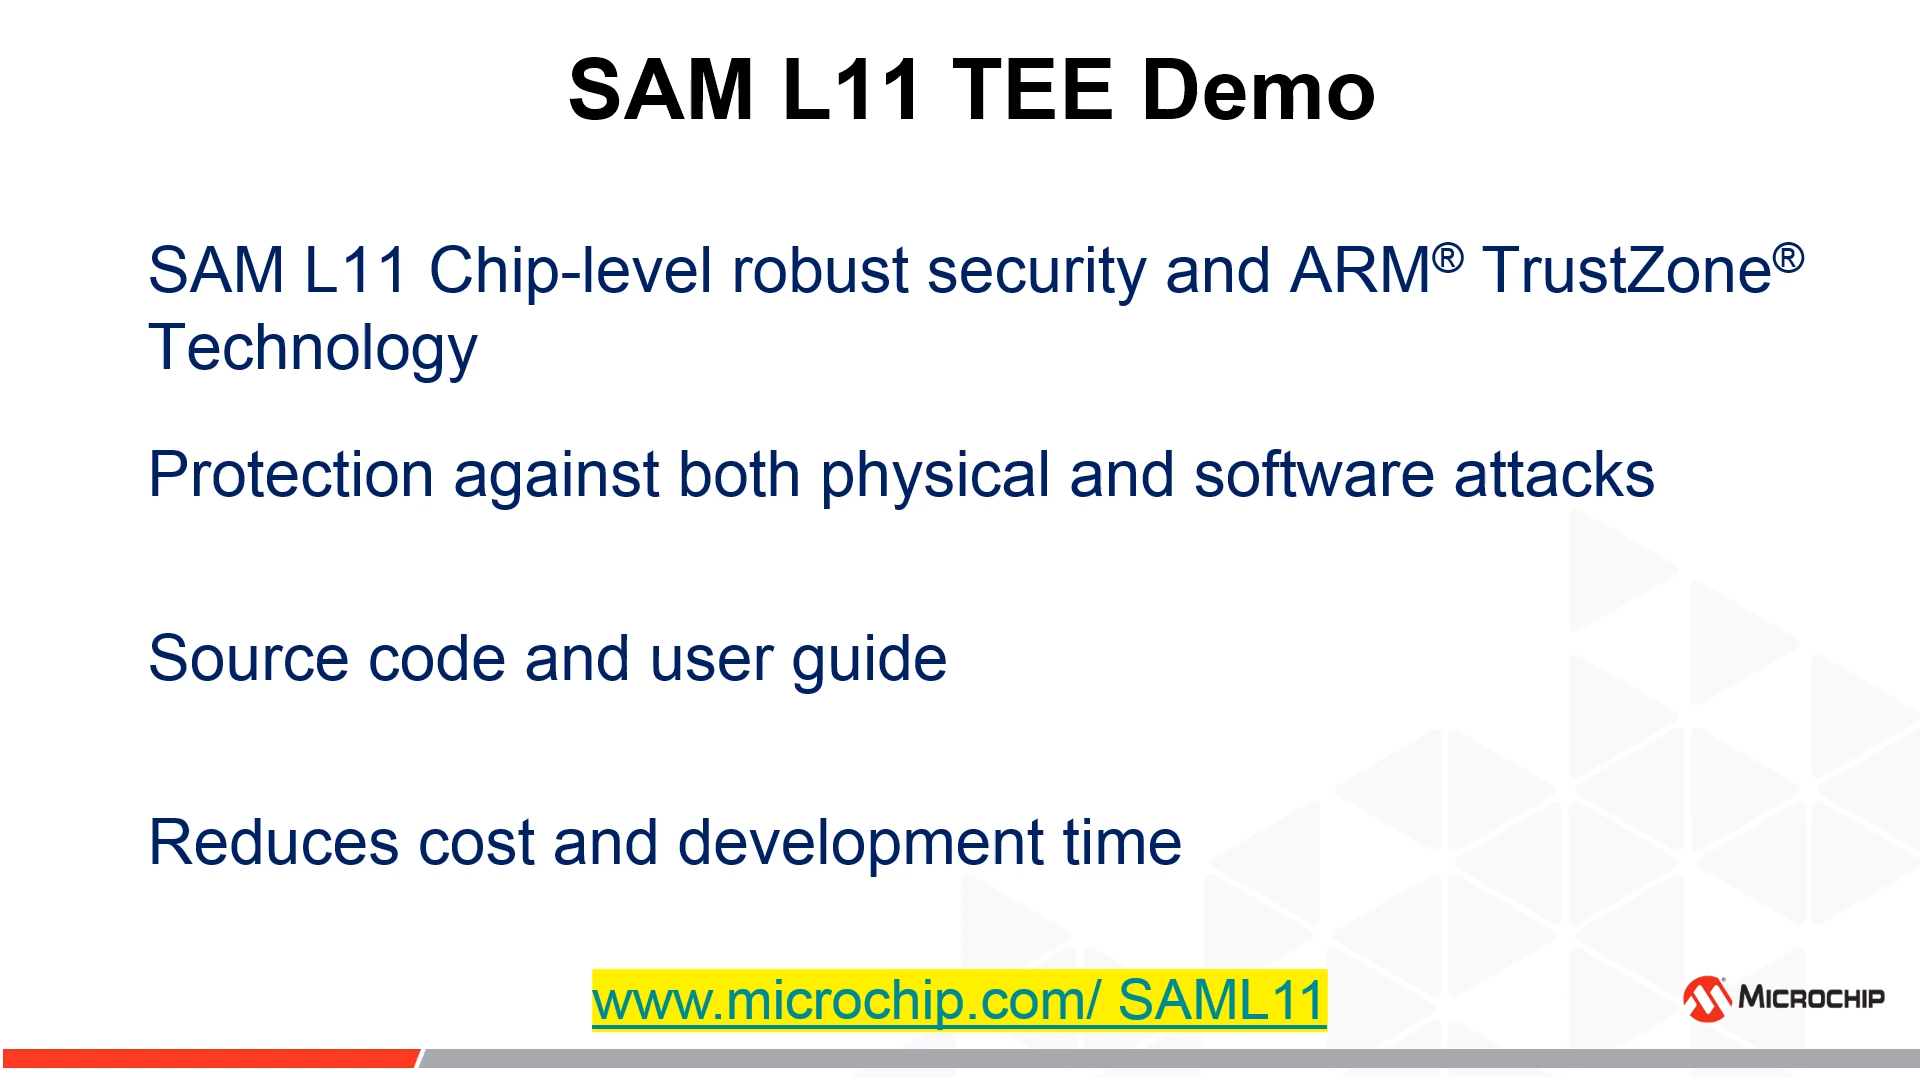 SAM L11 TEE Demo
SAM L11 Chip-level robust security and ARM® TrustZone®
Technology
Protection against both physical and software attacks
Source code and user guide
Reduces cost and development time
www.microchip.com/ SAML11
MICROCHIP